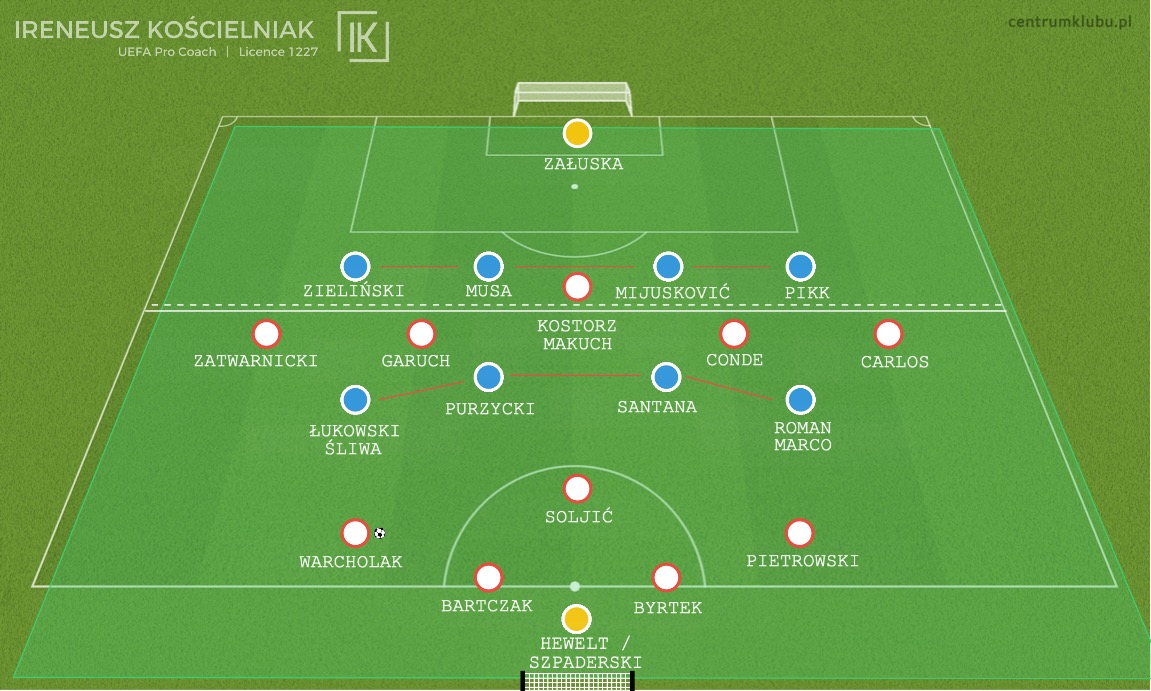 IRENEUSZ KOŚCIELNIAK
UEFA Pro Coach | Licence 1227
IK
centrumklubu.pl
ZAŁUSKA
ZIELIŃSKI
MUSA
MIJUSKOVIĆ
PIKK
KOSTORZ
MAKUCH
ZATWARNICKI
GARUCH
CONDE
CARLOS
PURZYCKI
SANTANA
ŁUKOWSKI
ŚLIWA
ROMAN
MARCO
SOLJIĆ
WARCHOLAK
PIETROWSKI
BARTCZAK
BYRTEK
HEWELT /
SZPADERSKI